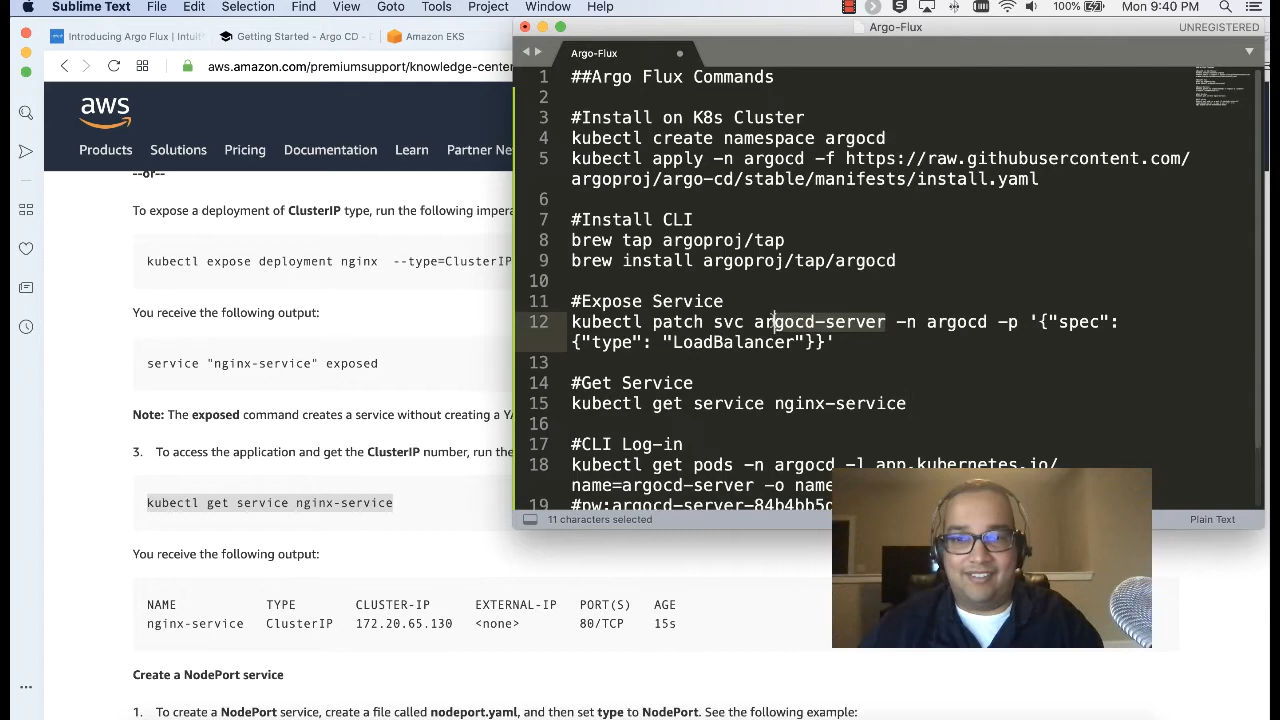 Sublime Text File Edit Selection Find View Goto Tools Project Window Help 100% Mon 9:40 PM
Argo-Flux UNREGISTERED
Introducing Argo Flux | Intuit Getting Started - Argo CD - Amazon EKS
Argo-Flux
aws.amazon.com/premiumsupport/knowledge-center
aws
Products Solutions Pricing Documentation Learn Partner Ne
--or--
To expose a deployment of ClusterIP type, run the following impera
kubectl expose deployment nginx --type=ClusterIP
You receive the following output:
service "nginx-service" exposed
Note: The exposed command creates a service without creating a YA
3. To access the application and get the ClusterIP number, run the
kubectl get service nginx-service
You receive the following output:
NAME TYPE CLUSTER-IP EXTERNAL-IP PORT(S) AGE
nginx-service ClusterIP 172.20.65.130 <none> 80/TCP 15s
Create a NodePort service
1. To create a NodePort service, create a file called nodeport.yaml, and then set type to NodePort. See the following example:
1 ##Argo Flux Commands
2
3 #Install on K8s Cluster
4 kubectl create namespace argocd
5 kubectl apply -n argocd -f https://raw.githubusercontent.com/
argoproj/argo-cd/stable/manifests/install.yaml
6
7 #Install CLI
8 brew tap argoproj/tap
9 brew install argoproj/tap/argocd
10
11 #Expose Service
12 kubectl patch svc argocd-server -n argocd -p '{"spec":
{"type": "LoadBalancer"}}'
13
14 #Get Service
15 kubectl get service nginx-service
16
17 #CLI Log-in
18 kubectl get pods -n argocd -l app.kubernetes.io/
name=argocd-server -o name
19 #pw:argocd-server-84b4bb5d
11 characters selected Plain Text